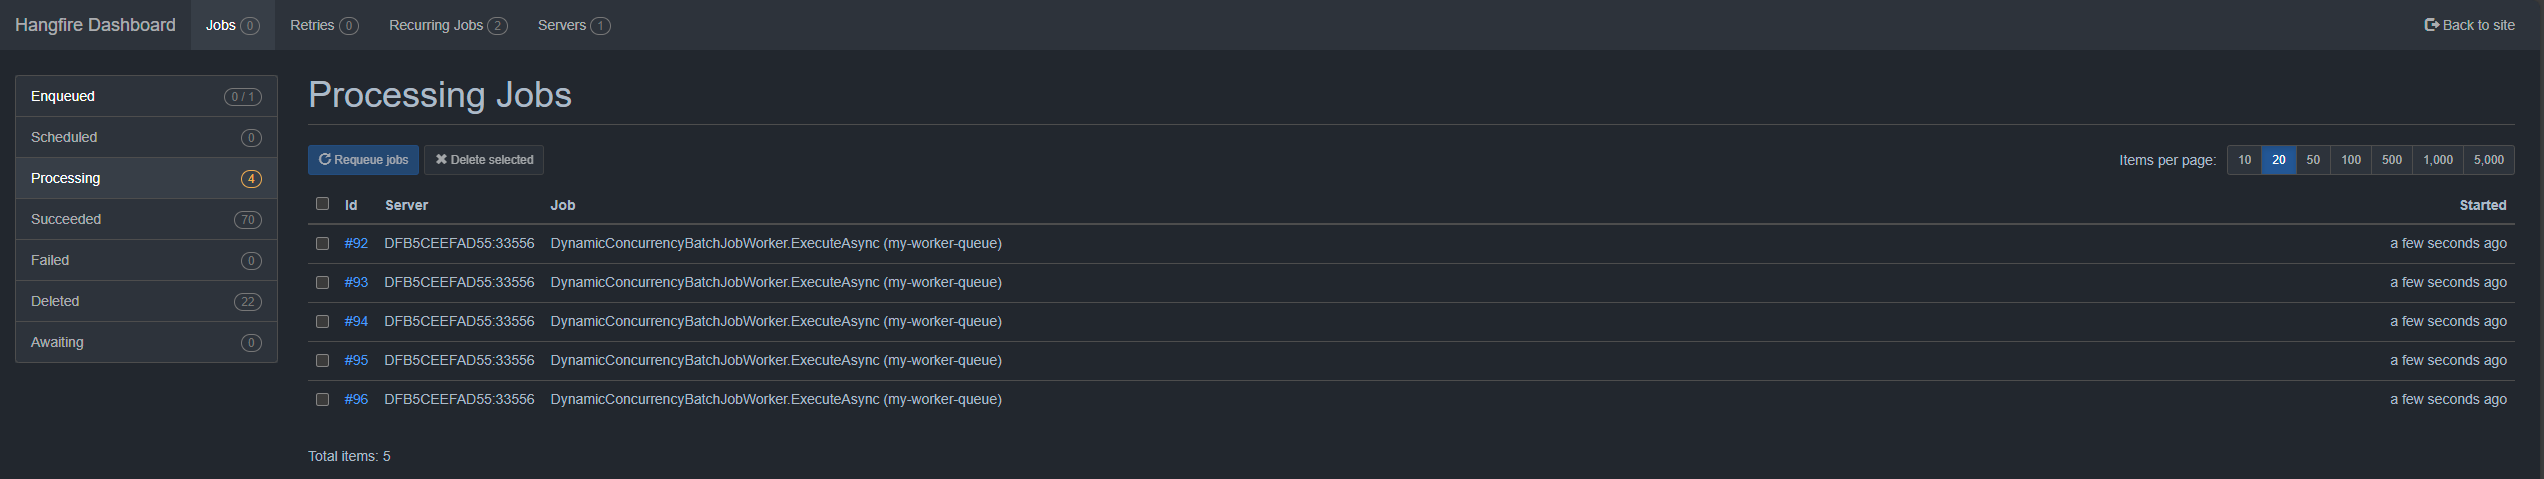 Hangfire Dashboard Jobs 0 Retries 0 Recurring Jobs 2 Servers 1 Back to site
Enqueued 0 / 1
Scheduled 0
Processing 4
Succeeded 70
Failed 0
Deleted 22
Awaiting 0
Processing Jobs
Requeue jobs Delete selected Items per page: 10 20 50 100 500 1,000 5,000
Id Server Job Started
#92 DFB5CEEFAD55:33556 DynamicConcurrencyBatchJobWorker.ExecuteAsync (my-worker-queue) a few seconds ago
#93 DFB5CEEFAD55:33556 DynamicConcurrencyBatchJobWorker.ExecuteAsync (my-worker-queue) a few seconds ago
#94 DFB5CEEFAD55:33556 DynamicConcurrencyBatchJobWorker.ExecuteAsync (my-worker-queue) a few seconds ago
#95 DFB5CEEFAD55:33556 DynamicConcurrencyBatchJobWorker.ExecuteAsync (my-worker-queue) a few seconds ago
#96 DFB5CEEFAD55:33556 DynamicConcurrencyBatchJobWorker.ExecuteAsync (my-worker-queue) a few seconds ago
Total items: 5